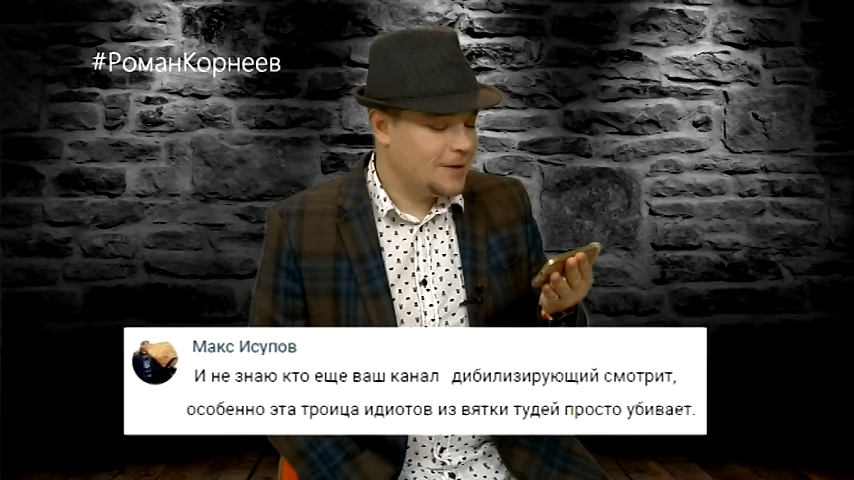 #РоманКорнеев
Макс Исупов
И не знаю кто еще ваш канал дибилизирующий смотрит,
особенно эта троица идиотов из вятки тудей просто убивает.